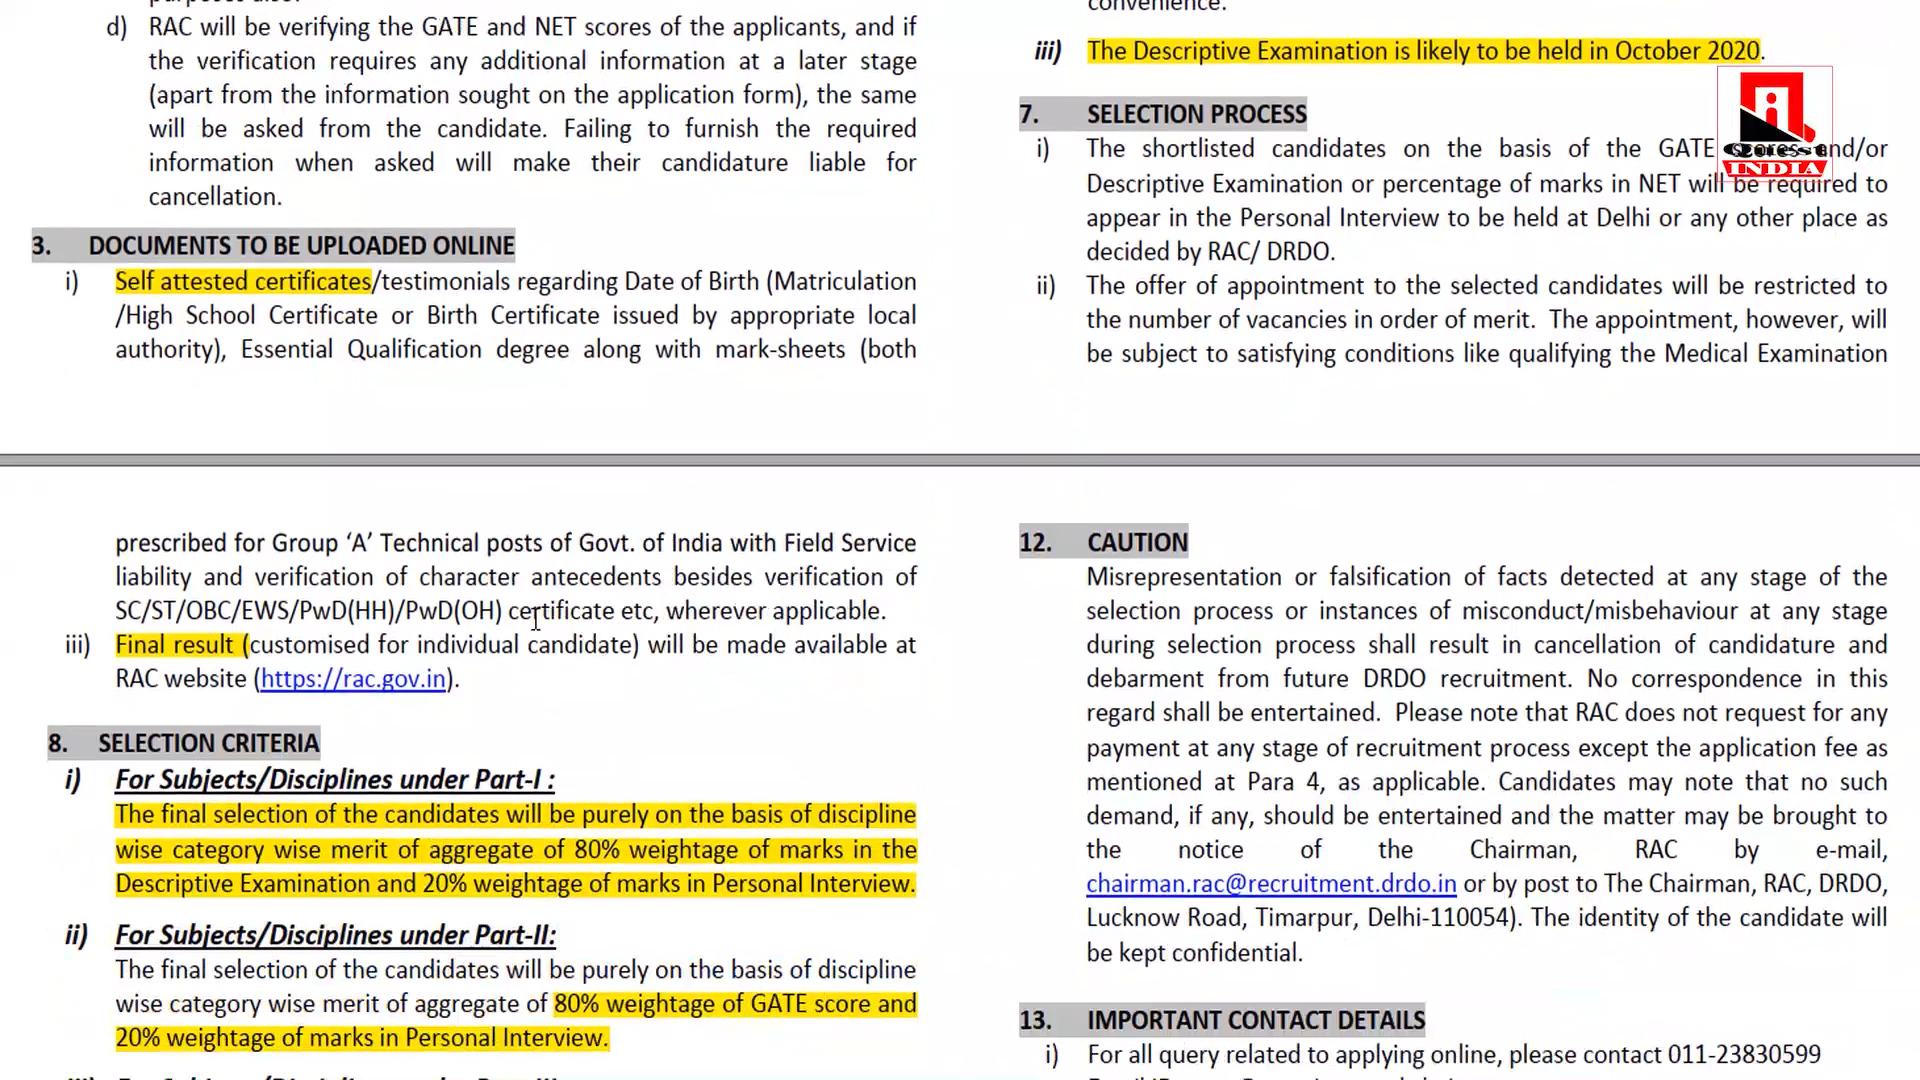 d) RAC will be verifying the GATE and NET scores of the applicants, and if
the verification requires any additional information at a later stage
(apart from the information sought on the application form), the same
will be asked from the candidate. Failing to furnish the required
information when asked will make their candidature liable for
cancellation.
3. DOCUMENTS TO BE UPLOADED ONLINE
i) Self attested certificates/testimonials regarding Date of Birth (Matriculation
/High School Certificate or Birth Certificate issued by appropriate local
authority), Essential Qualification degree along with mark-sheets (both
convenience.
iii) The Descriptive Examination is likely to be held in October 2020.
7. SELECTION PROCESS
i) The shortlisted candidates on the basis of the GATE scores and/or
Descriptive Examination or percentage of marks in NET will be required to
appear in the Personal Interview to be held at Delhi or any other place as
decided by RAC/ DRDO.
ii) The offer of appointment to the selected candidates will be restricted to
the number of vacancies in order of merit. The appointment, however, will
be subject to satisfying conditions like qualifying the Medical Examination
iQ
Quest
INDIA
prescribed for Group ‘A’ Technical posts of Govt. of India with Field Service
liability and verification of character antecedents besides verification of
SC/ST/OBC/EWS/PwD(HH)/PwD(OH) certificate etc, wherever applicable.
iii) Final result (customised for individual candidate) will be made available at
RAC website (https://rac.gov.in).
8. SELECTION CRITERIA
i) For Subjects/Disciplines under Part-I :
The final selection of the candidates will be purely on the basis of discipline
wise category wise merit of aggregate of 80% weightage of marks in the
Descriptive Examination and 20% weightage of marks in Personal Interview.
ii) For Subjects/Disciplines under Part-II:
The final selection of the candidates will be purely on the basis of discipline
wise category wise merit of aggregate of 80% weightage of GATE score and
20% weightage of marks in Personal Interview.
12. CAUTION
Misrepresentation or falsification of facts detected at any stage of the
selection process or instances of misconduct/misbehaviour at any stage
during selection process shall result in cancellation of candidature and
debarment from future DRDO recruitment. No correspondence in this
regard shall be entertained. Please note that RAC does not request for any
payment at any stage of recruitment process except the application fee as
mentioned at Para 4, as applicable. Candidates may note that no such
demand, if any, should be entertained and the matter may be brought to
the notice of the Chairman, RAC by e-mail,
chairman.rac@recruitment.drdo.in or by post to The Chairman, RAC, DRDO,
Lucknow Road, Timarpur, Delhi-110054). The identity of the candidate will
be kept confidential.
13. IMPORTANT CONTACT DETAILS
i) For all query related to applying online, please contact 011-23830599